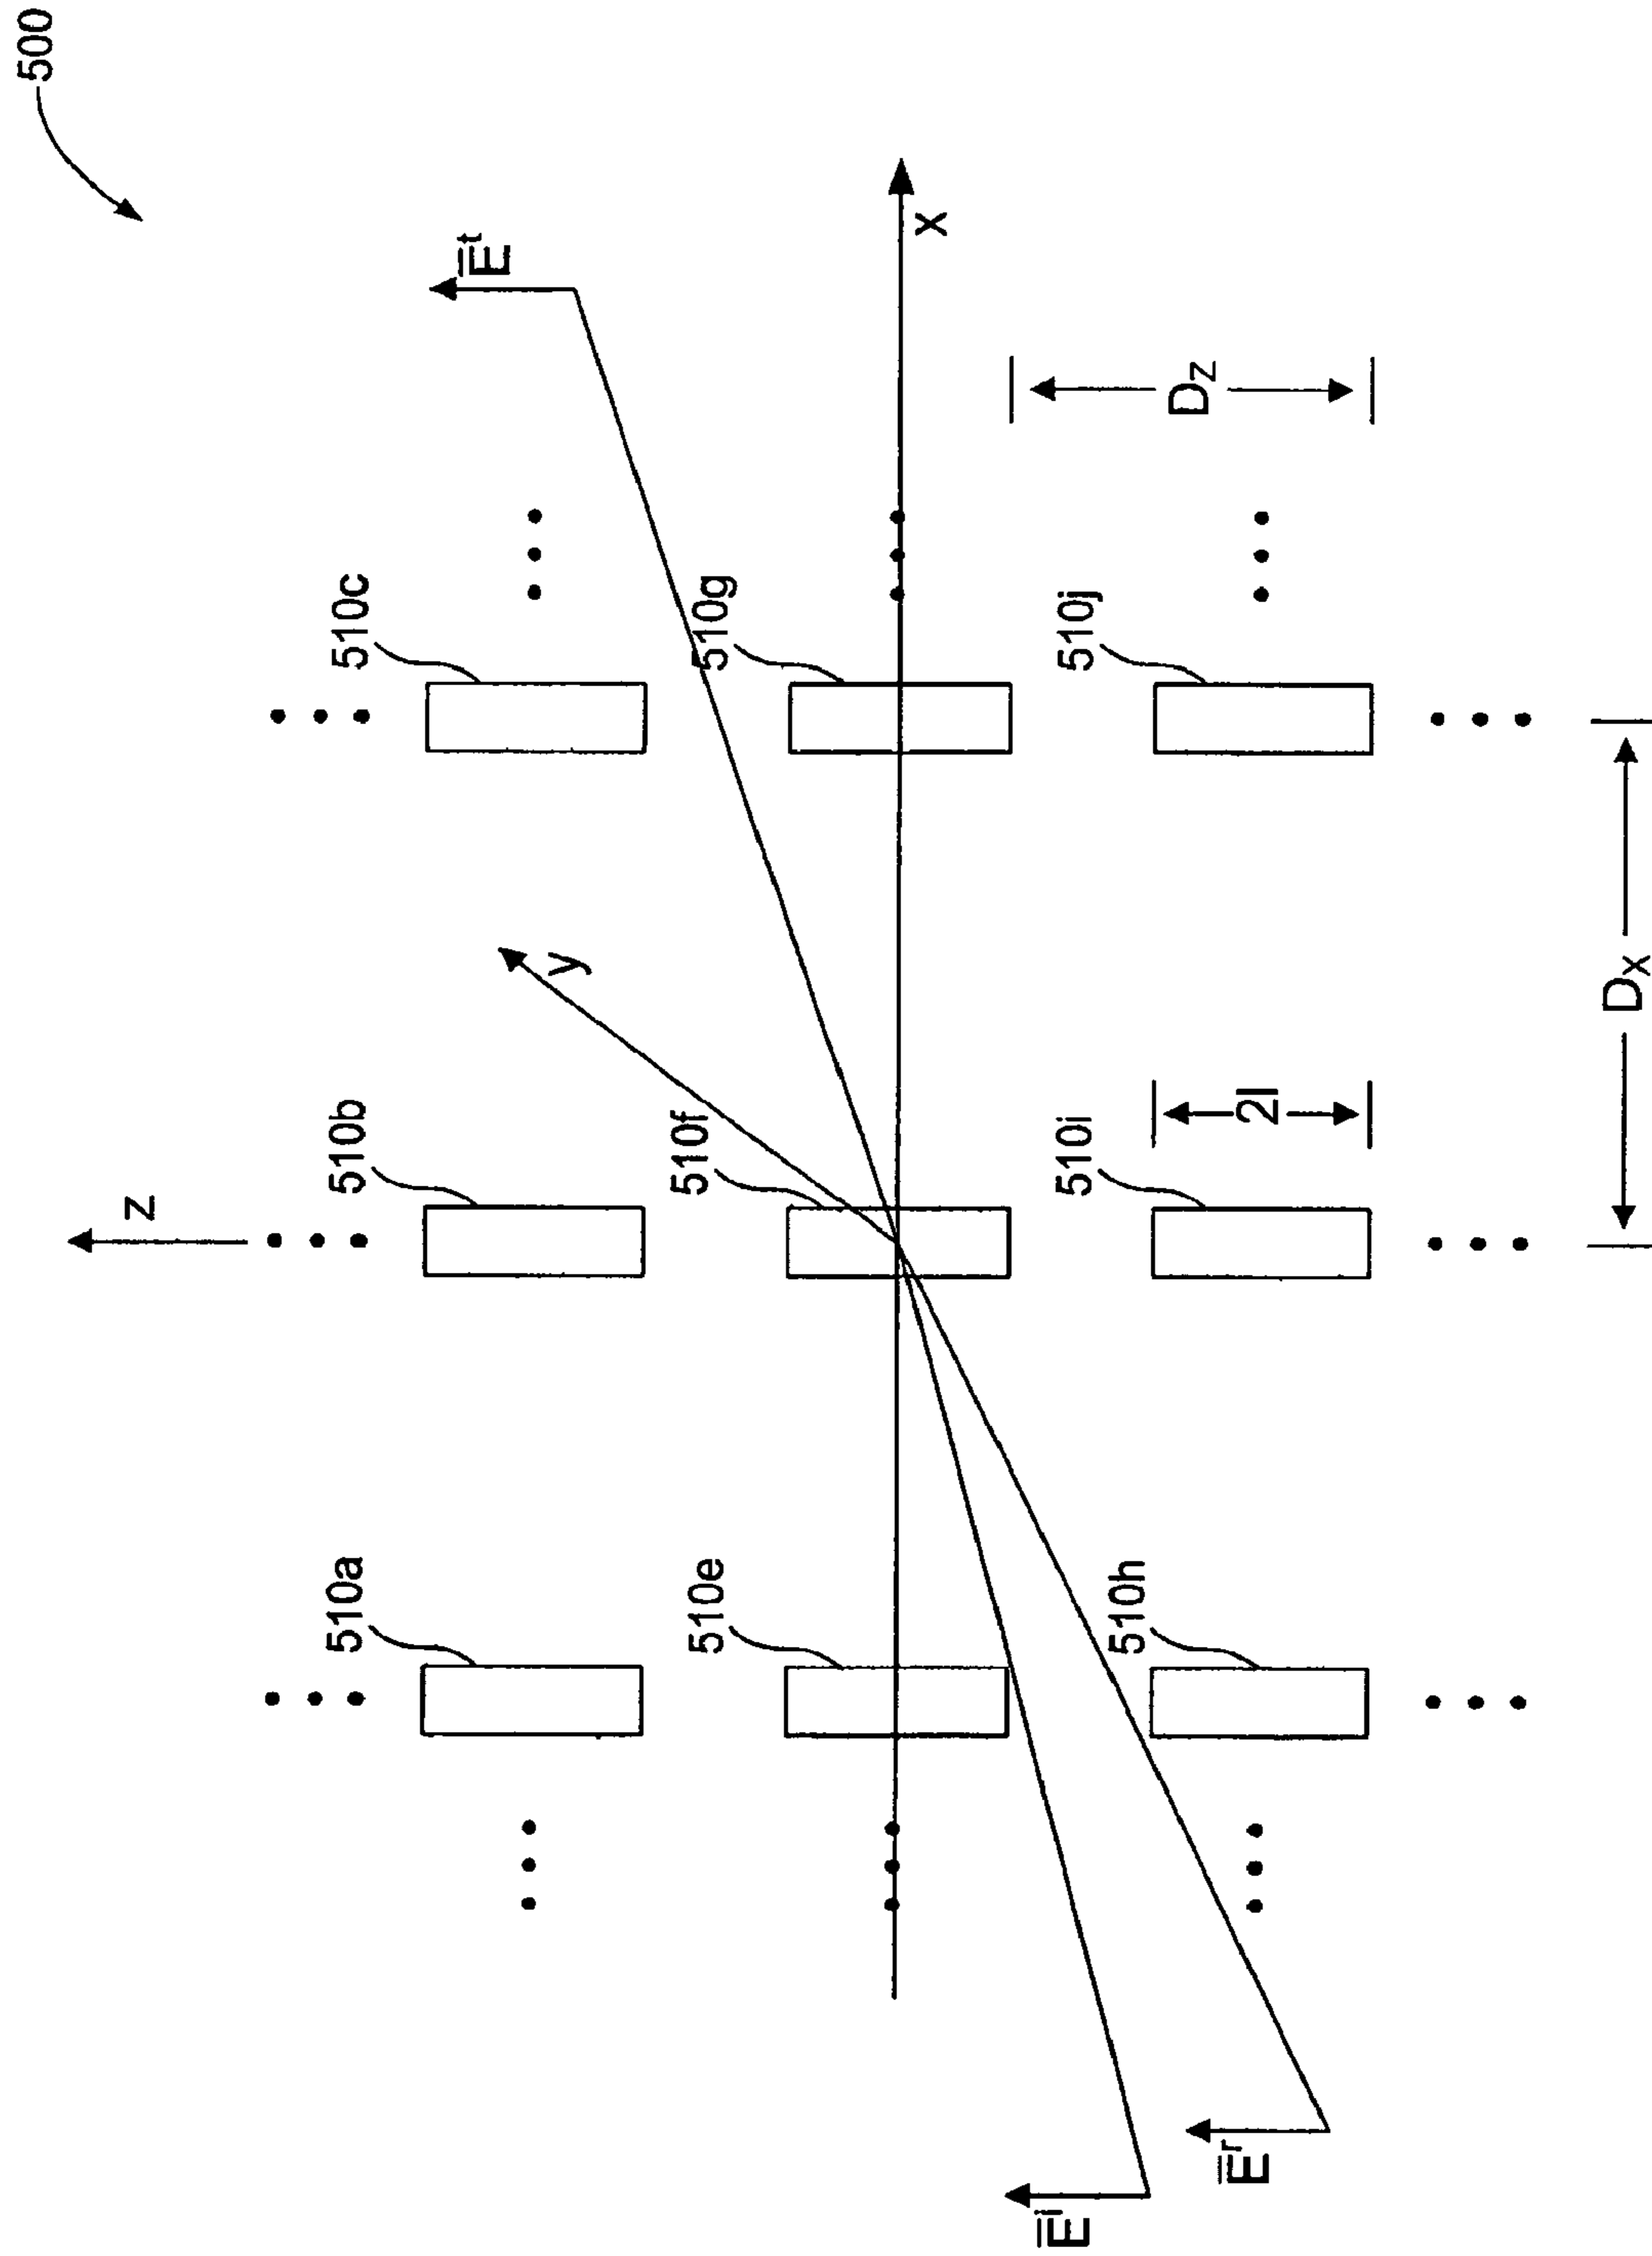 500
z
E̅ᵗ
510a
510b
510c
y
510e
510f
510g
x
510h
510i
510j
2l
D_Z
E̅ⁱ
E̅ʳ
D_X